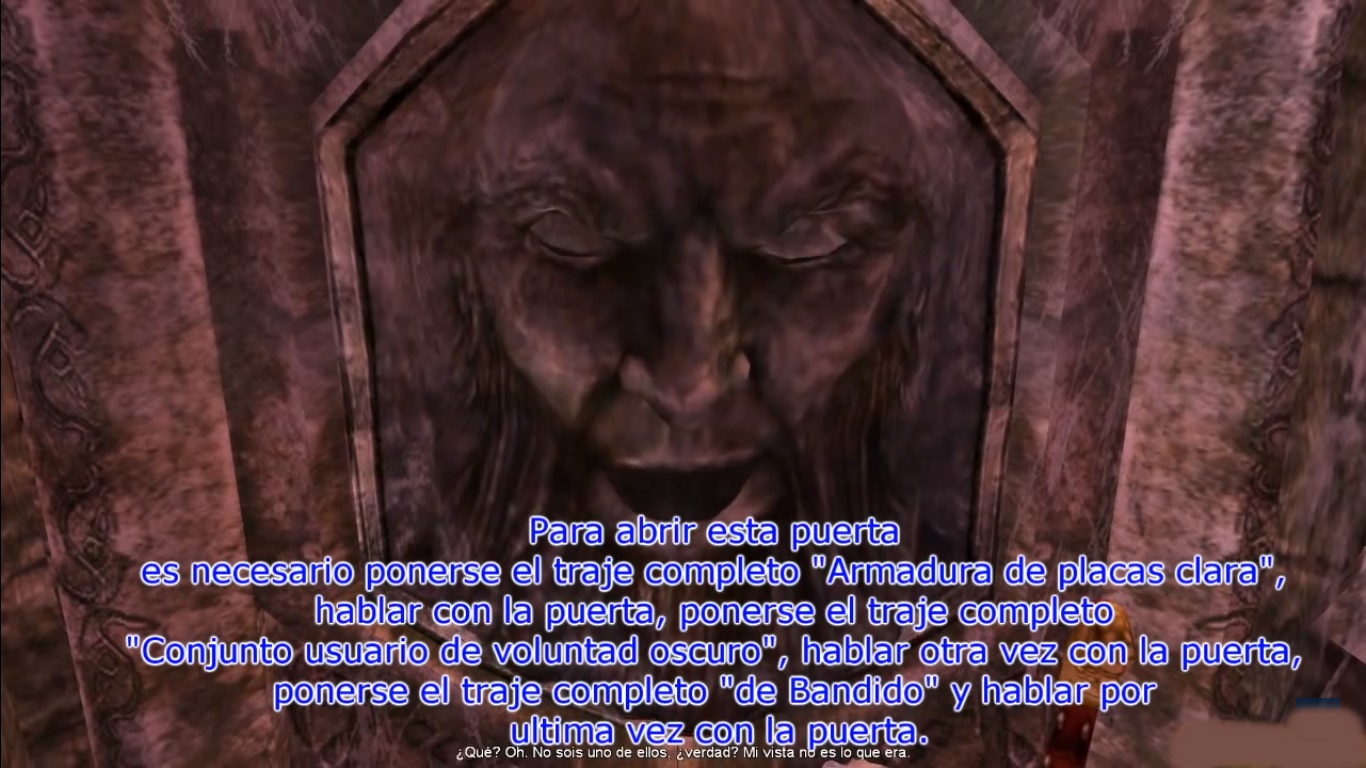 Para abrir esta puerta
es necesario ponerse el traje completo "Armadura de placas clara",
hablar con la puerta, ponerse el traje completo
"Conjunto usuario de voluntad oscuro", hablar otra vez con la puerta,
ponerse el traje completo "de Bandido" y hablar por
ultima vez con la puerta.
¿Qué? Oh. No sois uno de ellos, ¿verdad? Mi vista no es lo que era.